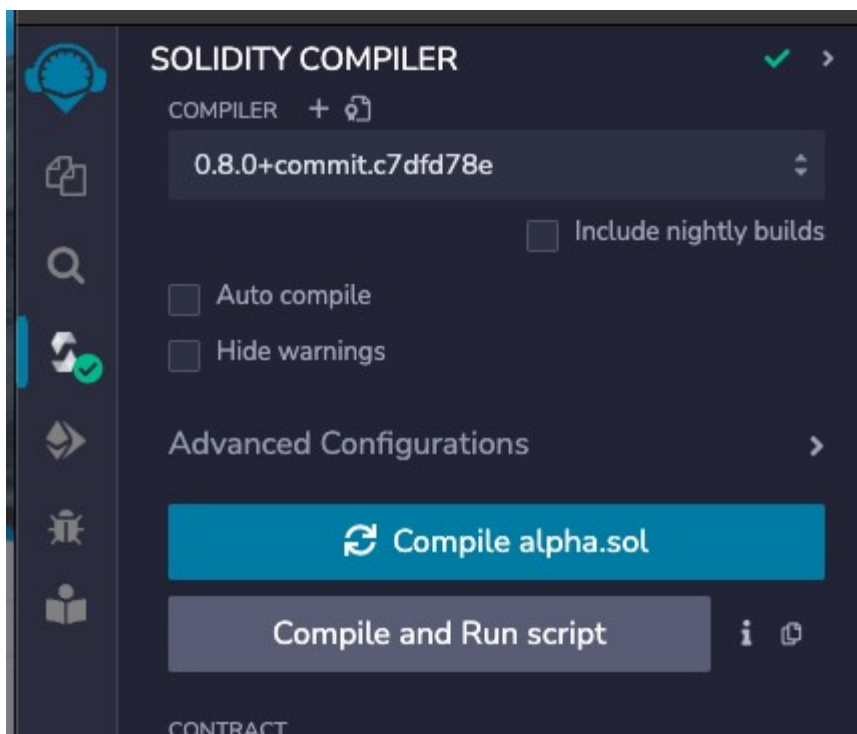 SOLIDITY COMPILER
COMPILER
0.8.0+commit.c7dfd78e
Include nightly builds
Auto compile
Hide warnings
Advanced Configurations
Compile alpha.sol
Compile and Run script
CONTRACT